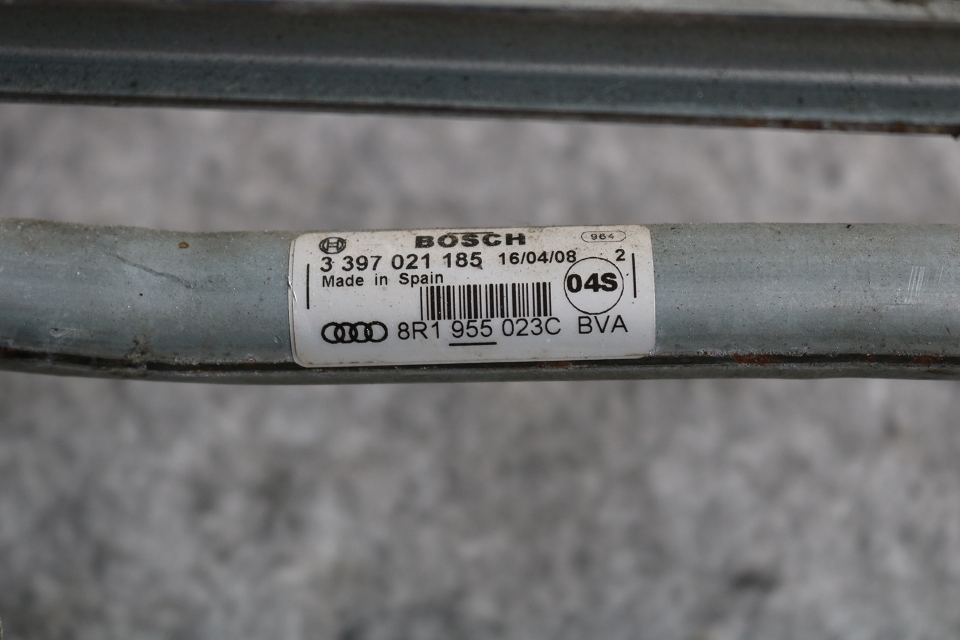 BOSCH 964
3 397 021 185 16/04/08 2
Made in Spain
04S
8R1 955 023C BVA